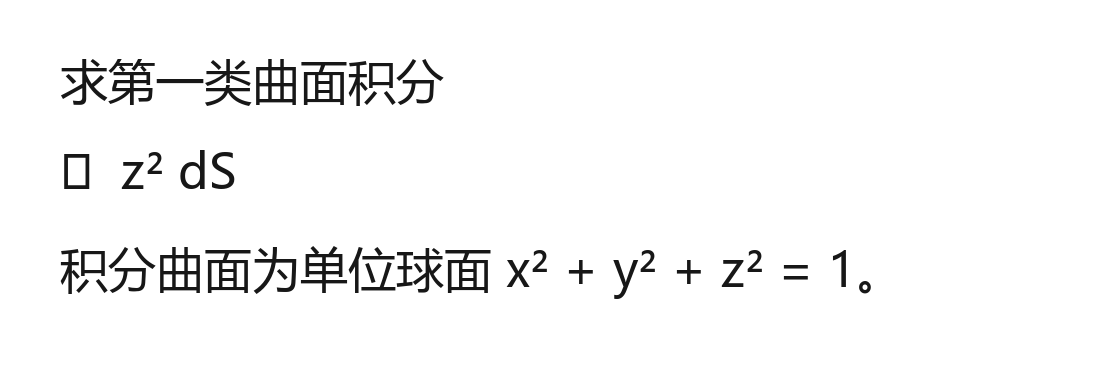 求第一类曲面积分
▯ z² dS
积分曲面为单位球面 x² + y² + z² = 1。